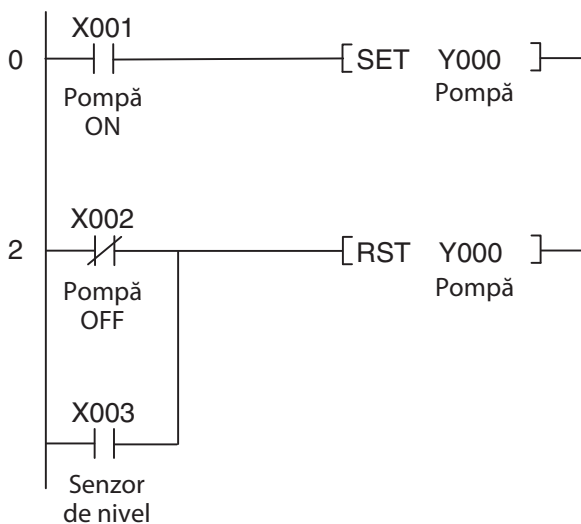 X001
0 SET Y000
Pompă
ON
Pompă
X002
2 RST Y000
Pompă
OFF
Pompă
X003
Senzor
de nivel